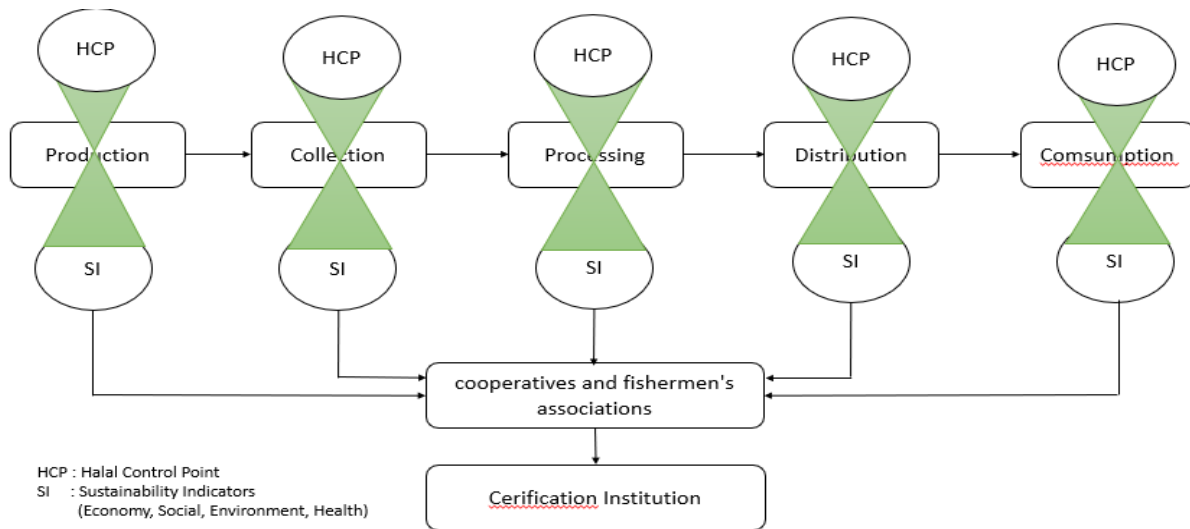 HCP
HCP
HCP
HCP
HCP
Production
Collection
Processing
Distribution
Comsumption
SI
SI
SI
SI
SI
cooperatives and fishermen's
associations
HCP : Halal Control Point
SI : Sustainability Indicators
(Economy, Social, Environment, Health)
Cerification Institution